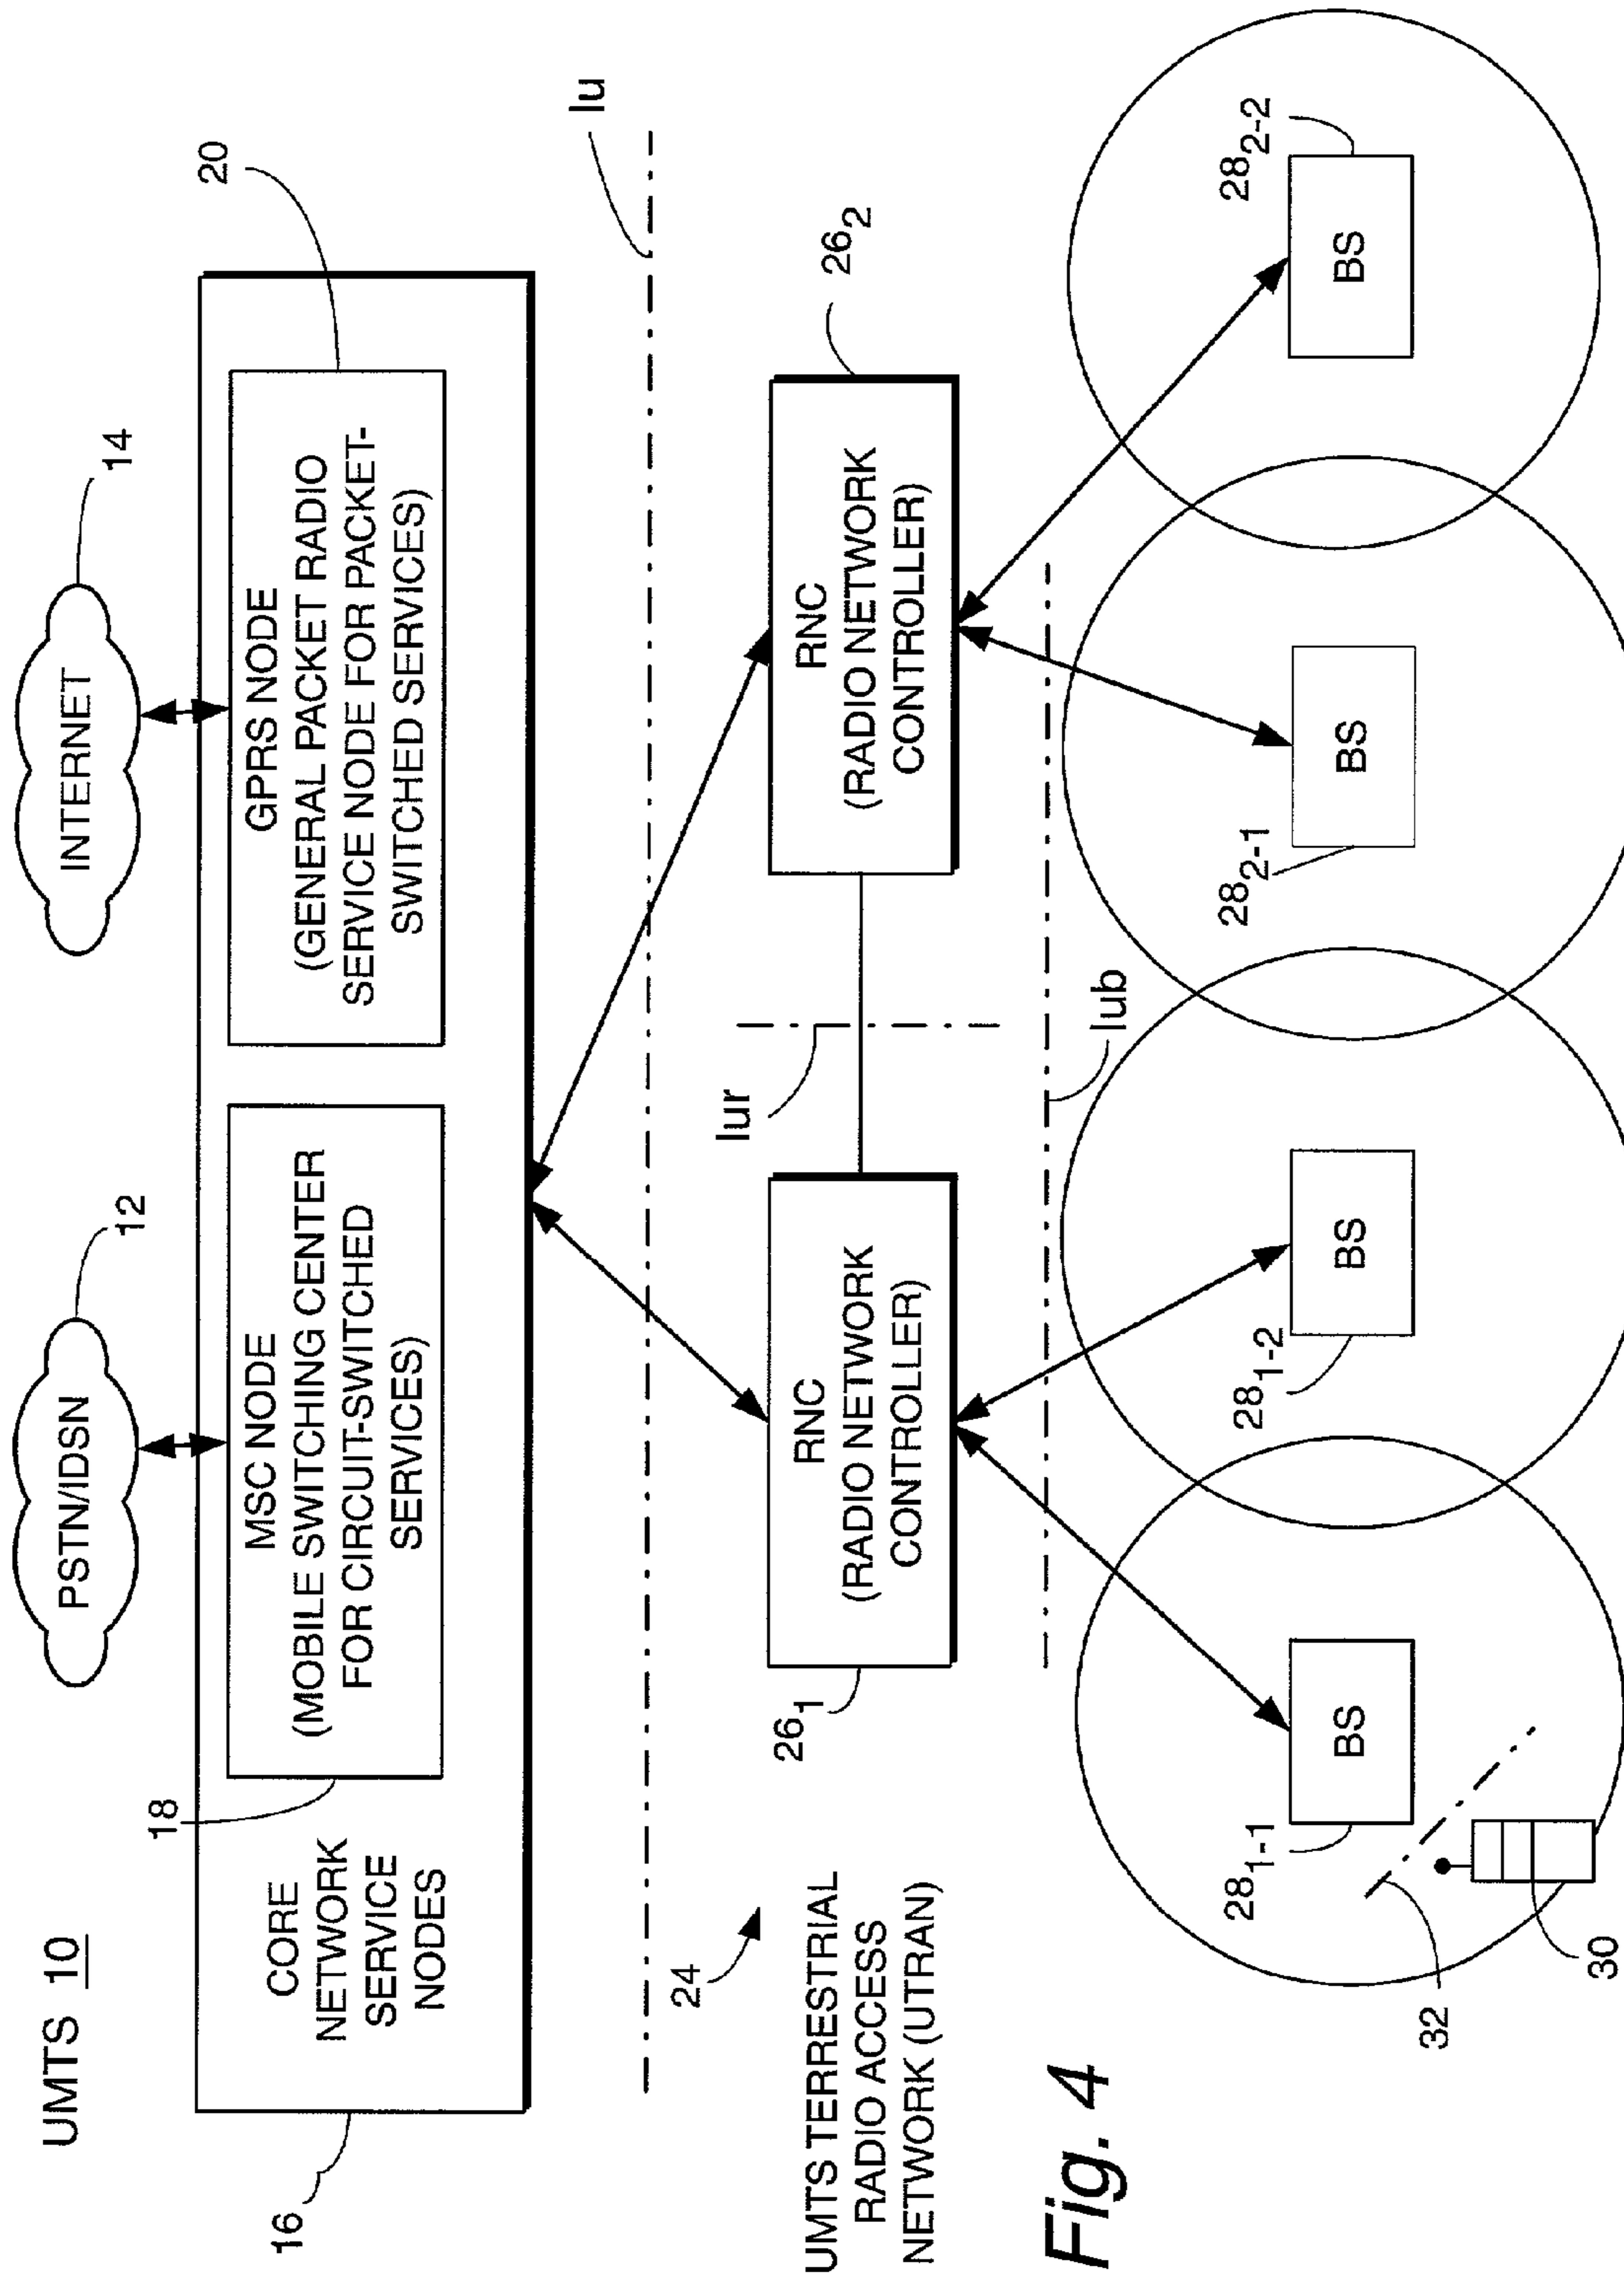 UMTS 10
PSTN/IDSN
12
INTERNET
14
16
CORE
NETWORK
SERVICE
NODES
18
MSC NODE
(MOBILE SWITCHING CENTER
FOR CIRCUIT-SWITCHED
SERVICES)
20
GPRS NODE
(GENERAL PACKET RADIO
SERVICE NODE FOR PACKET-
SWITCHED SERVICES)
Iu
24
UMTS TERRESTRIAL
RADIO ACCESS
NETWORK (UTRAN)
26₁
RNC
(RADIO NETWORK
CONTROLLER)
Iur
26₂
RNC
(RADIO NETWORK
CONTROLLER)
Iub
28₁₋₁
BS
28₁₋₂
BS
28₂₋₁
BS
28₂₋₂
BS
32
30
Fig. 4